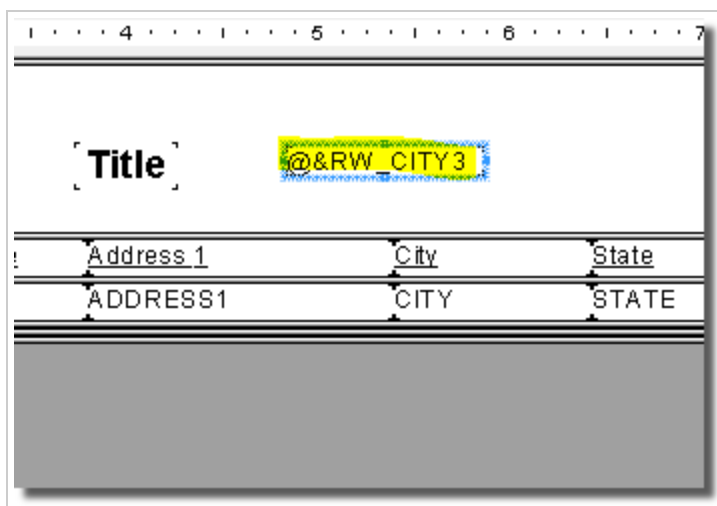 4 5 6 7
Title @&RW_CITY3
Address 1 City State
ADDRESS1 CITY STATE